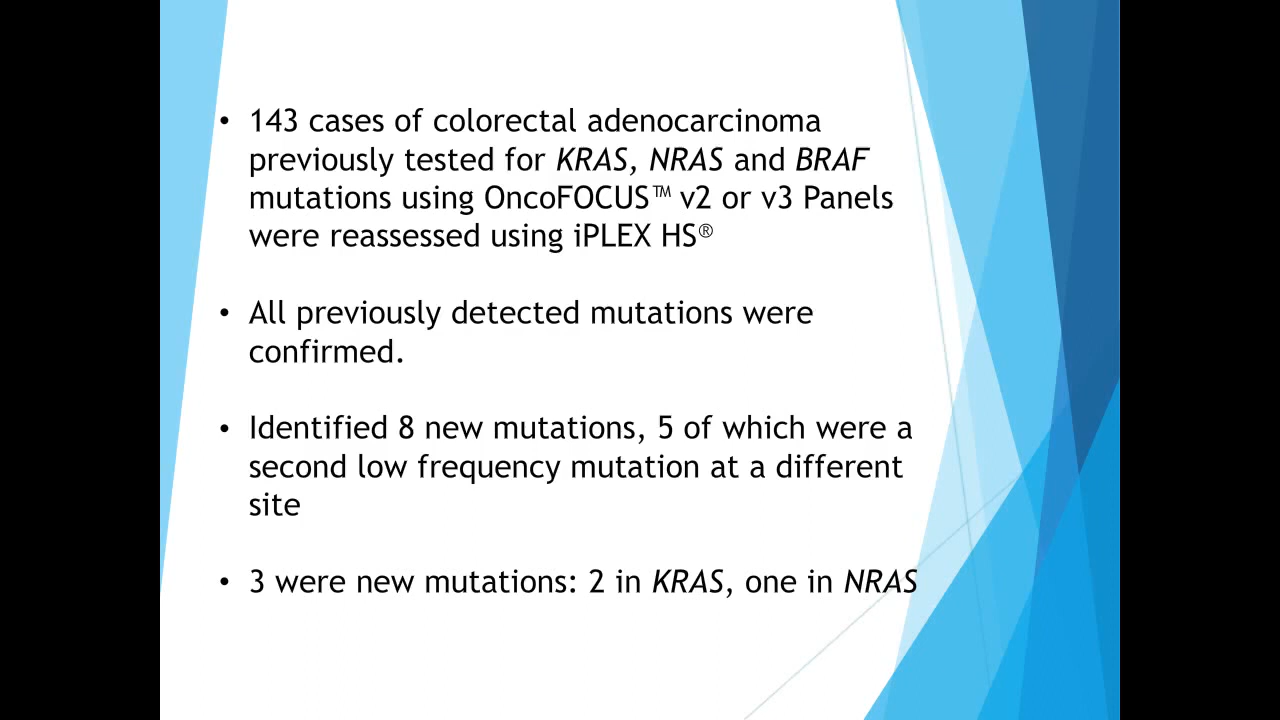 • 143 cases of colorectal adenocarcinoma
previously tested for KRAS, NRAS and BRAF
mutations using OncoFOCUS™ v2 or v3 Panels
were reassessed using iPLEX HS®
• All previously detected mutations were
confirmed.
• Identified 8 new mutations, 5 of which were a
second low frequency mutation at a different
site
• 3 were new mutations: 2 in KRAS, one in NRAS